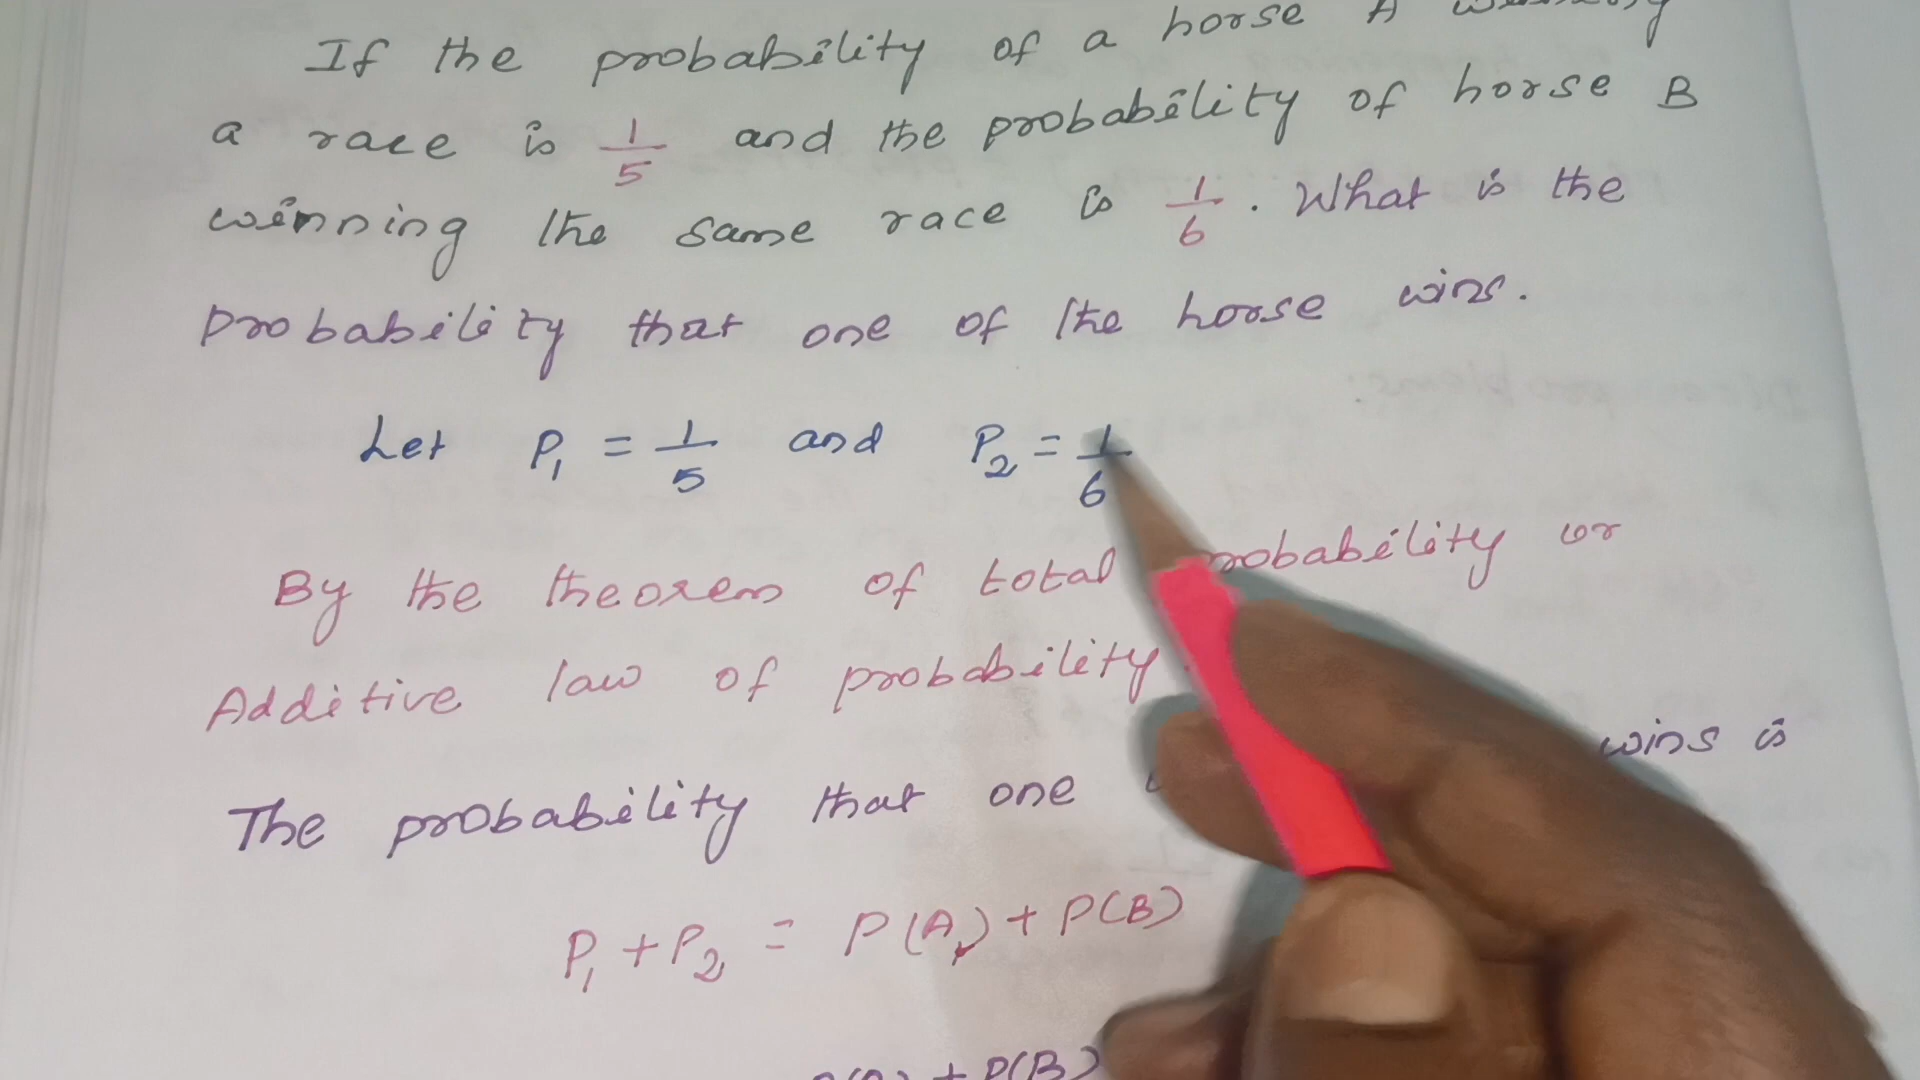 If the probability of a horse A winning
a race is 1/5 and the probability of horse B
winning the same race is 1/6. What is the
probability that one of the horse wins.
Let P₁ = 1/5 and P₂ = 1/6
By the theorem of total probability or
Additive law of probability
The probability that one wins is
P₁ + P₂ = P(A) + P(B)
+ P(B)